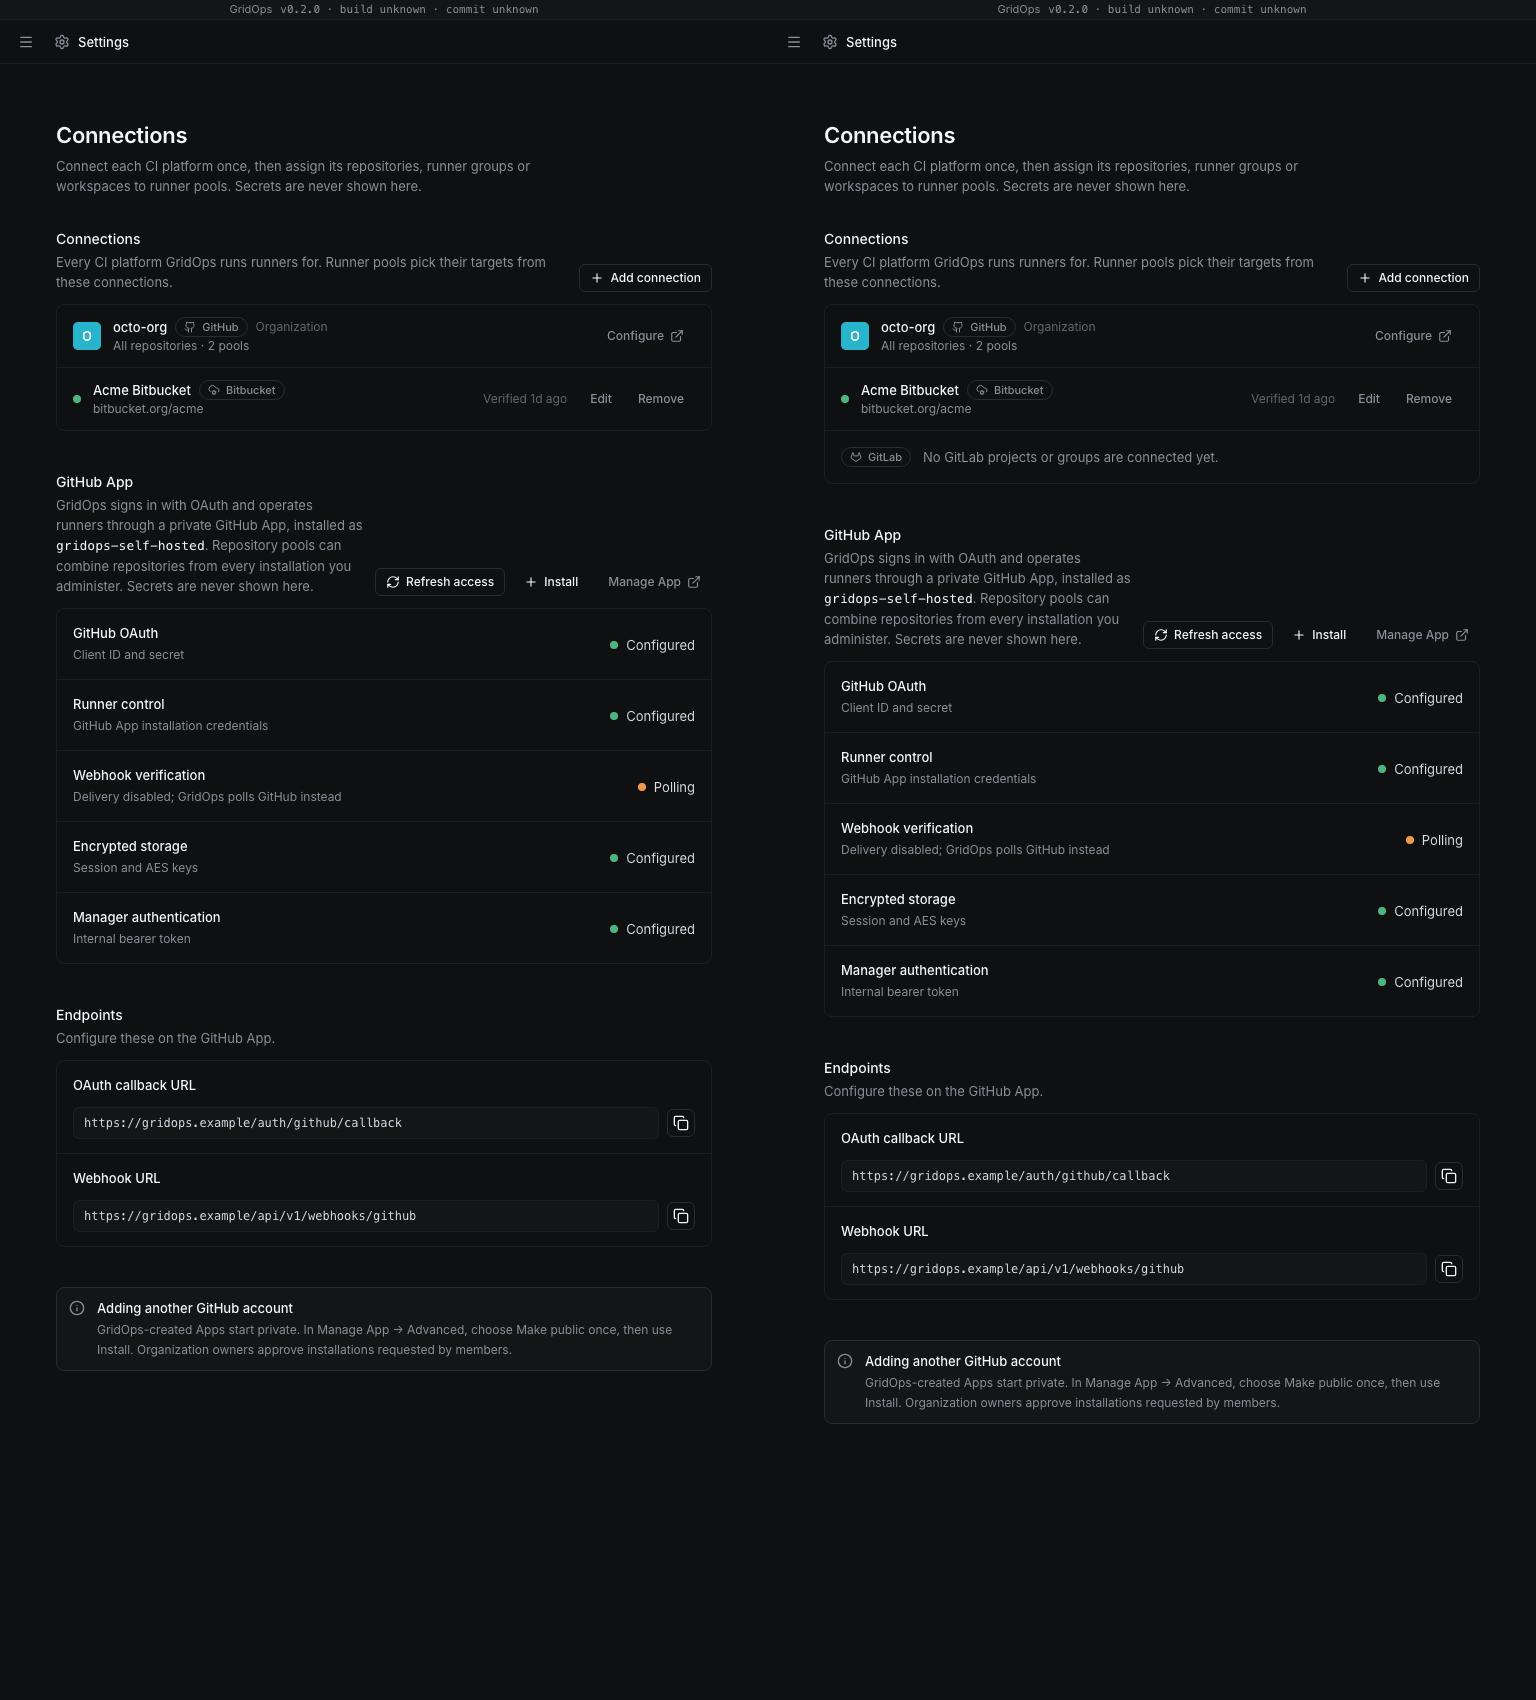 GridOps v0.2.0 · build unknown · commit unknown
Settings
Connections
Connect each CI platform once, then assign its repositories, runner groups or
workspaces to runner pools. Secrets are never shown here.
Connections
Every CI platform GridOps runs runners for. Runner pools pick their targets from
these connections.
Add connection
O
octo-org GitHub Organization
All repositories · 2 pools
Configure
Acme Bitbucket Bitbucket
bitbucket.org/acme
Verified 1d ago Edit Remove
GitHub App
GridOps signs in with OAuth and operates
runners through a private GitHub App, installed as
gridops-self-hosted. Repository pools can
combine repositories from every installation you
administer. Secrets are never shown here.
Refresh access Install Manage App
GitHub OAuth
Client ID and secret
Configured
Runner control
GitHub App installation credentials
Configured
Webhook verification
Delivery disabled; GridOps polls GitHub instead
Polling
Encrypted storage
Session and AES keys
Configured
Manager authentication
Internal bearer token
Configured
Endpoints
Configure these on the GitHub App.
OAuth callback URL
https://gridops.example/auth/github/callback
Webhook URL
https://gridops.example/api/v1/webhooks/github
Adding another GitHub account
GridOps-created Apps start private. In Manage App → Advanced, choose Make public once, then use
Install. Organization owners approve installations requested by members.
GridOps v0.2.0 · build unknown · commit unknown
Settings
Connections
Connect each CI platform once, then assign its repositories, runner groups or
workspaces to runner pools. Secrets are never shown here.
Connections
Every CI platform GridOps runs runners for. Runner pools pick their targets from
these connections.
Add connection
O
octo-org GitHub Organization
All repositories · 2 pools
Configure
Acme Bitbucket Bitbucket
bitbucket.org/acme
Verified 1d ago Edit Remove
GitLab No GitLab projects or groups are connected yet.
GitHub App
GridOps signs in with OAuth and operates
runners through a private GitHub App, installed as
gridops-self-hosted. Repository pools can
combine repositories from every installation you
administer. Secrets are never shown here.
Refresh access Install Manage App
GitHub OAuth
Client ID and secret
Configured
Runner control
GitHub App installation credentials
Configured
Webhook verification
Delivery disabled; GridOps polls GitHub instead
Polling
Encrypted storage
Session and AES keys
Configured
Manager authentication
Internal bearer token
Configured
Endpoints
Configure these on the GitHub App.
OAuth callback URL
https://gridops.example/auth/github/callback
Webhook URL
https://gridops.example/api/v1/webhooks/github
Adding another GitHub account
GridOps-created Apps start private. In Manage App → Advanced, choose Make public once, then use
Install. Organization owners approve installations requested by members.